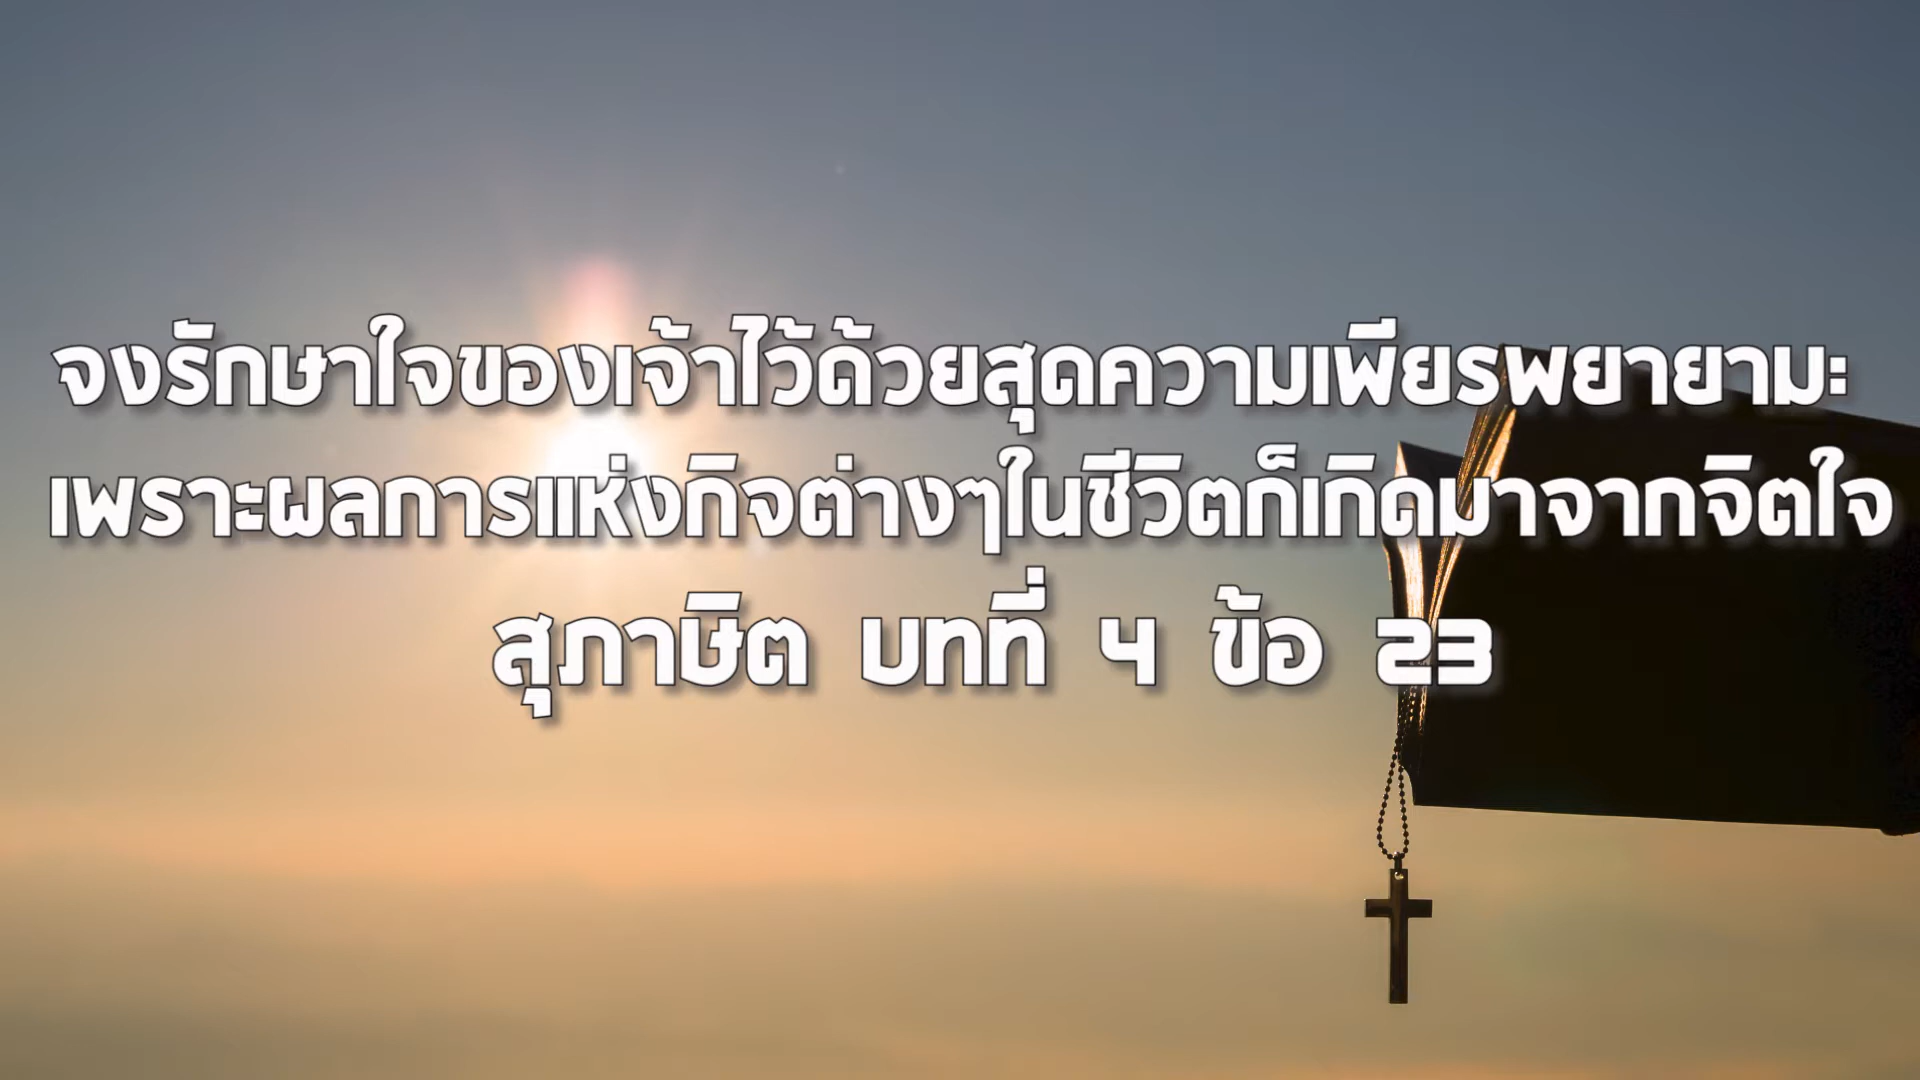 จงรักษาใจของเจ้าไว้ด้วยสุดความเพียรพยายามะ
เพราะผลการแห่งกิจต่างๆในชีวิตก็เกิดมาจากจิตใจ
สุภาษิต บทที่ 4 ข้อ 23